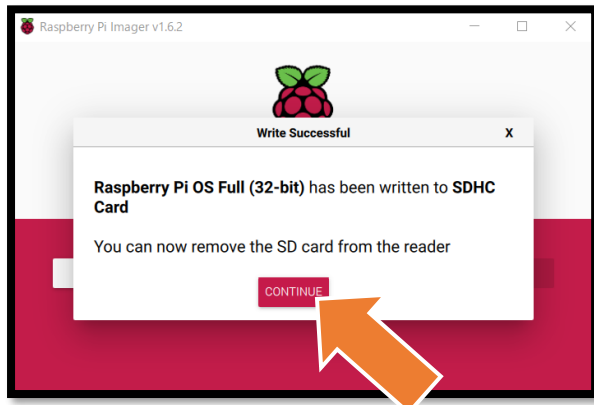 Raspberry Pi Imager v1.6.2
Write Successful
X
Raspberry Pi OS Full (32-bit) has been written to SDHC
Card
You can now remove the SD card from the reader
CONTINUE